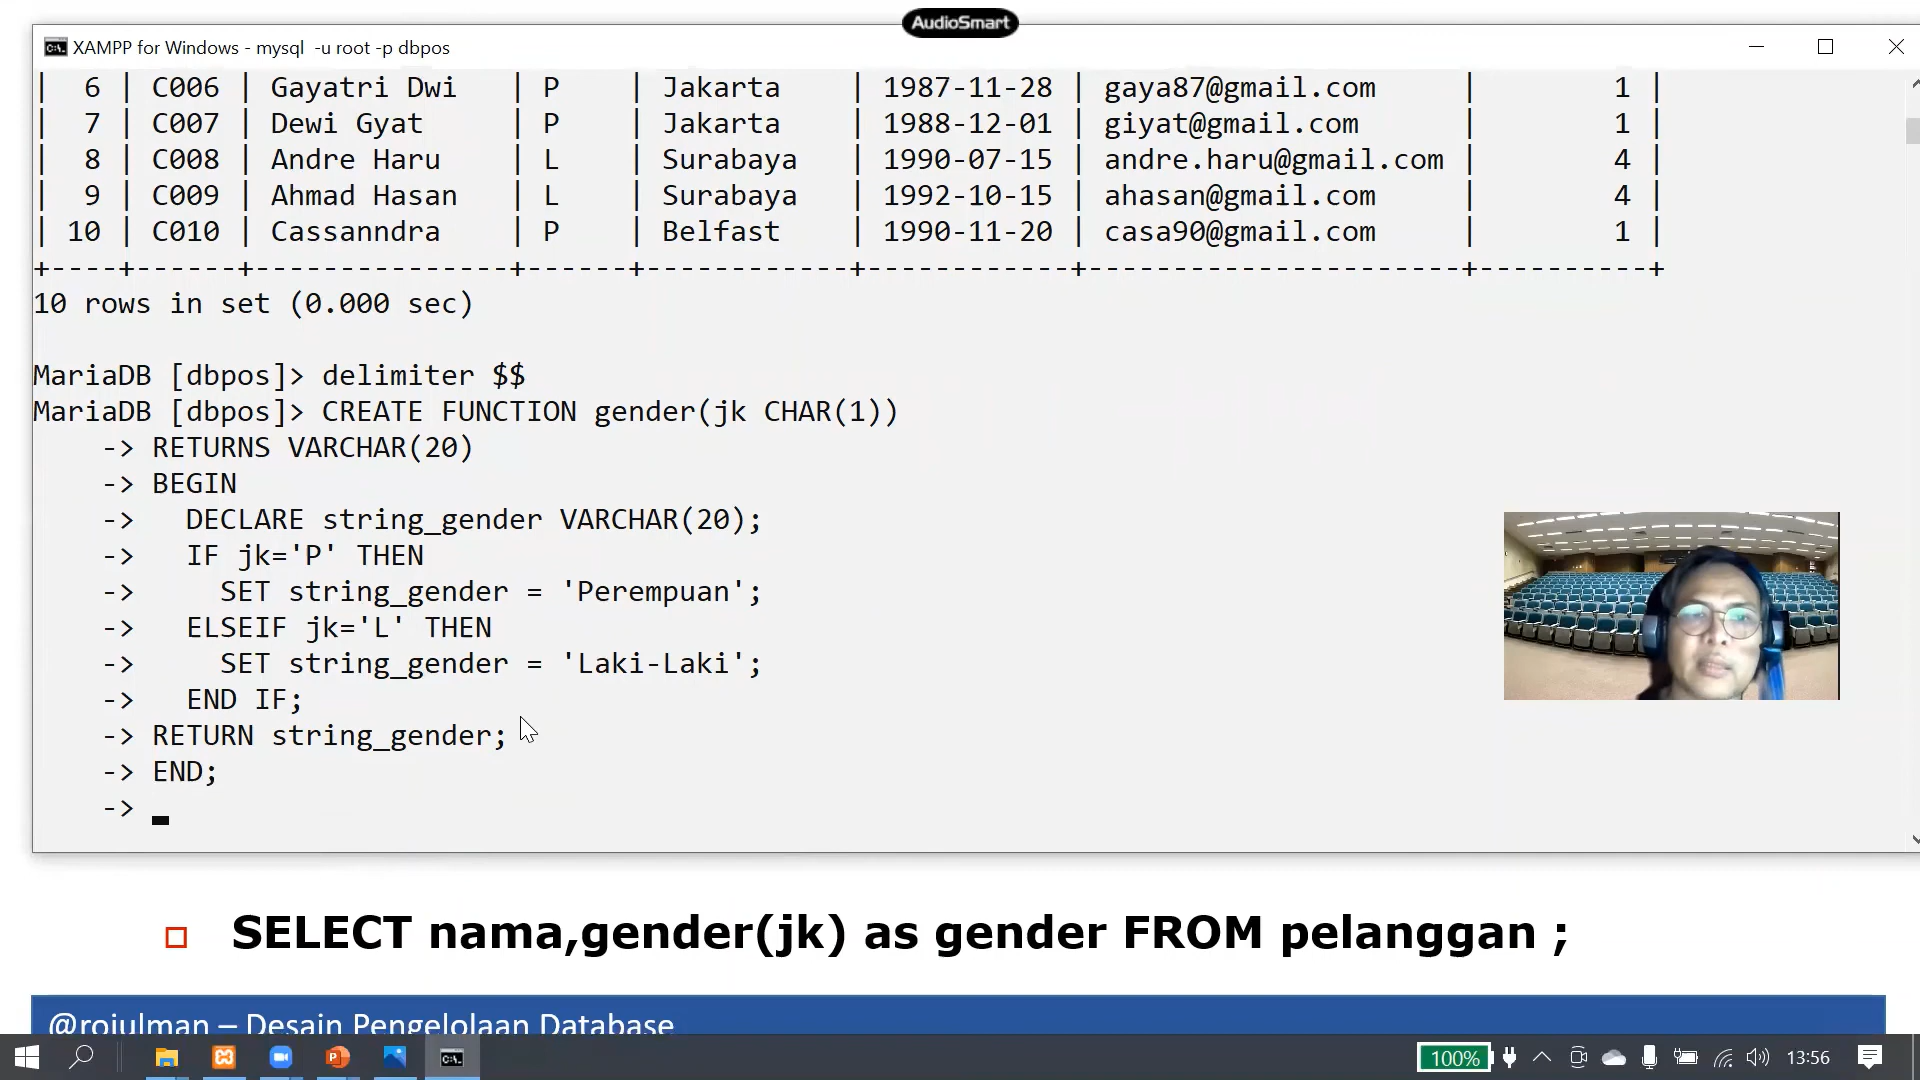 AudioSmart
XAMPP for Windows - mysql  -u root -p dbpos
|  6 | C006 | Gayatri Dwi   | P    | Jakarta    | 1987-11-28 | gaya87@gmail.com     |        1 |
|  7 | C007 | Dewi Gyat     | P    | Jakarta    | 1988-12-01 | giyat@gmail.com      |        1 |
|  8 | C008 | Andre Haru    | L    | Surabaya   | 1990-07-15 | andre.haru@gmail.com |        4 |
|  9 | C009 | Ahmad Hasan   | L    | Surabaya   | 1992-10-15 | ahasan@gmail.com     |        4 |
| 10 | C010 | Cassanndra    | P    | Belfast    | 1990-11-20 | casa90@gmail.com     |        1 |
+----+------+---------------+------+------------+------------+----------------------+----------+
10 rows in set (0.000 sec)
MariaDB [dbpos]> delimiter $$
MariaDB [dbpos]> CREATE FUNCTION gender(jk CHAR(1))
    -> RETURNS VARCHAR(20)
    -> BEGIN
    ->   DECLARE string_gender VARCHAR(20);
    ->   IF jk='P' THEN
    ->     SET string_gender = 'Perempuan';
    ->   ELSEIF jk='L' THEN
    ->     SET string_gender = 'Laki-Laki';
    ->   END IF;
    -> RETURN string_gender;
    -> END;
    -> _
SELECT nama,gender(jk) as gender FROM pelanggan ;
@rojulman – Desain Pengelolaan Database
100%
13:56